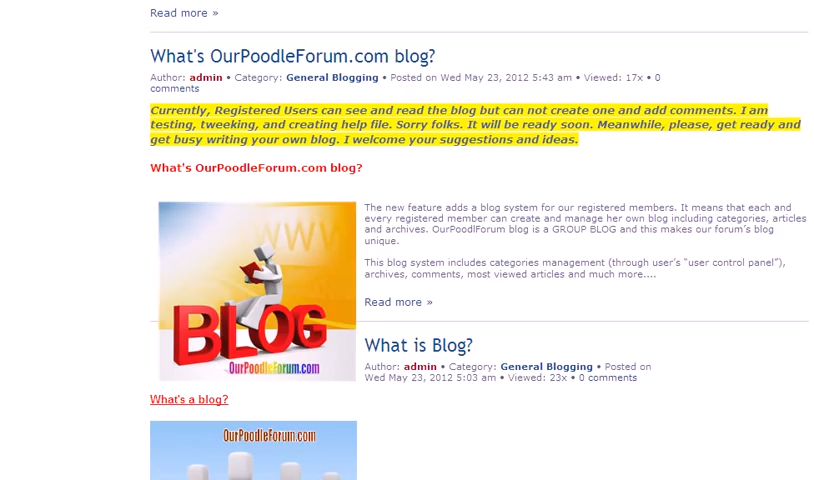 Read more »
What's OurPoodleForum.com blog?
Author: admin • Category: General Blogging • Posted on Wed May 23, 2012 5:43 am • Viewed: 17x • 0
comments
Currently, Registered Users can see and read the blog but can not create one and add comments. I am
testing, tweeking, and creating help file. Sorry folks. It will be ready soon. Meanwhile, please, get ready and
get busy writing your own blog. I welcome your suggestions and ideas.
What's OurPoodleForum.com blog?
WWW
BLOG
OurPoodleForum.com
The new feature adds a blog system for our registered members. It means that each and
every registered member can create and manage her own blog including categories, articles
and archives. OurPoodlForum blog is a GROUP BLOG and this makes our forum's blog
unique.
This blog system includes categories management (through user's "user control panel"),
archives, comments, most viewed articles and much more....
Read more »
What is Blog?
Author: admin • Category: General Blogging • Posted on
Wed May 23, 2012 5:03 am • Viewed: 23x • 0 comments
What's a blog?
OurPoodleForum.com